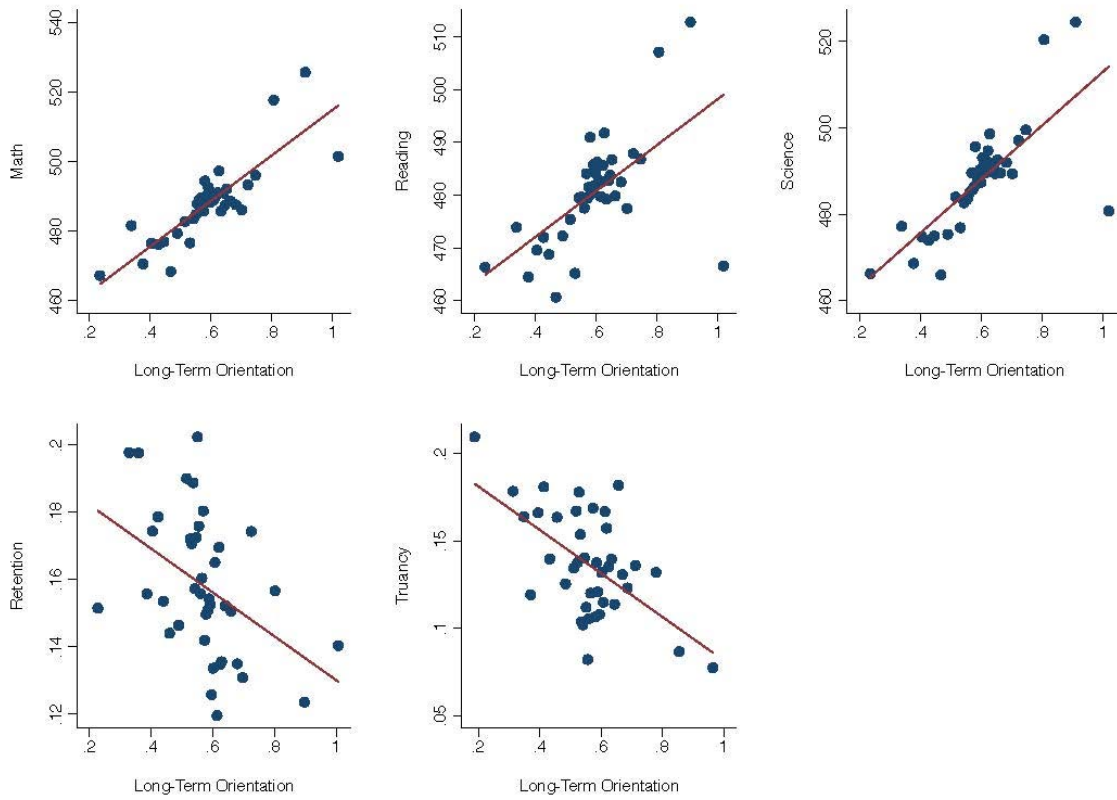 Math
540
520
500
480
460
.2 .4 .6 .8 1
Long-Term Orientation
Reading
510
500
490
480
470
460
.2 .4 .6 .8 1
Long-Term Orientation
Science
520
500
480
460
.2 .4 .6 .8 1
Long-Term Orientation
Retention
.2
.18
.16
.14
.12
.2 .4 .6 .8 1
Long-Term Orientation
Truancy
.2
.15
.1
.05
.2 .4 .6 .8 1
Long-Term Orientation